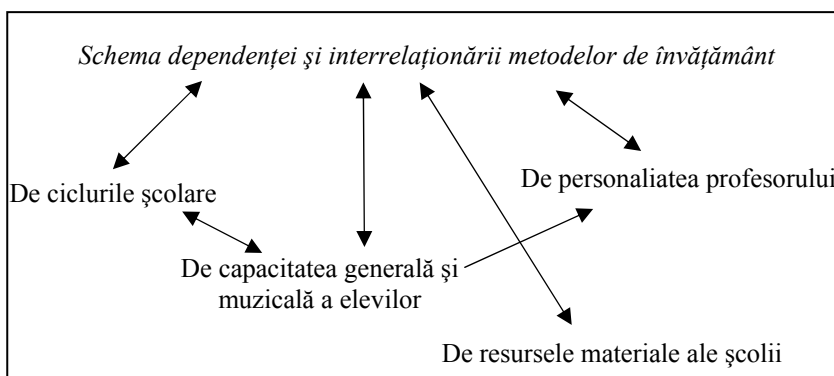 Schema dependenţei şi interrelaţionării metodelor de învăţământ
De ciclurile şcolare
De personaliatea profesorului
De capacitatea generală şi
muzicală a elevilor
De resursele materiale ale şcolii